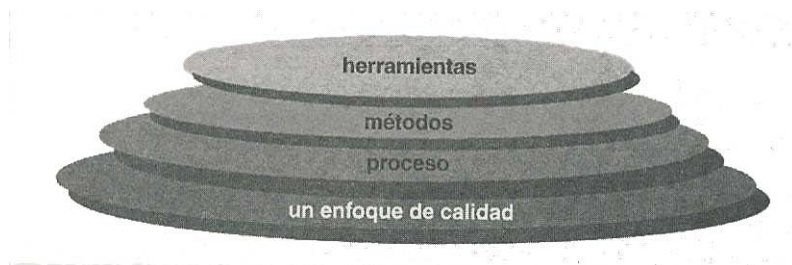 herramientas
métodos
proceso
un enfoque de calidad